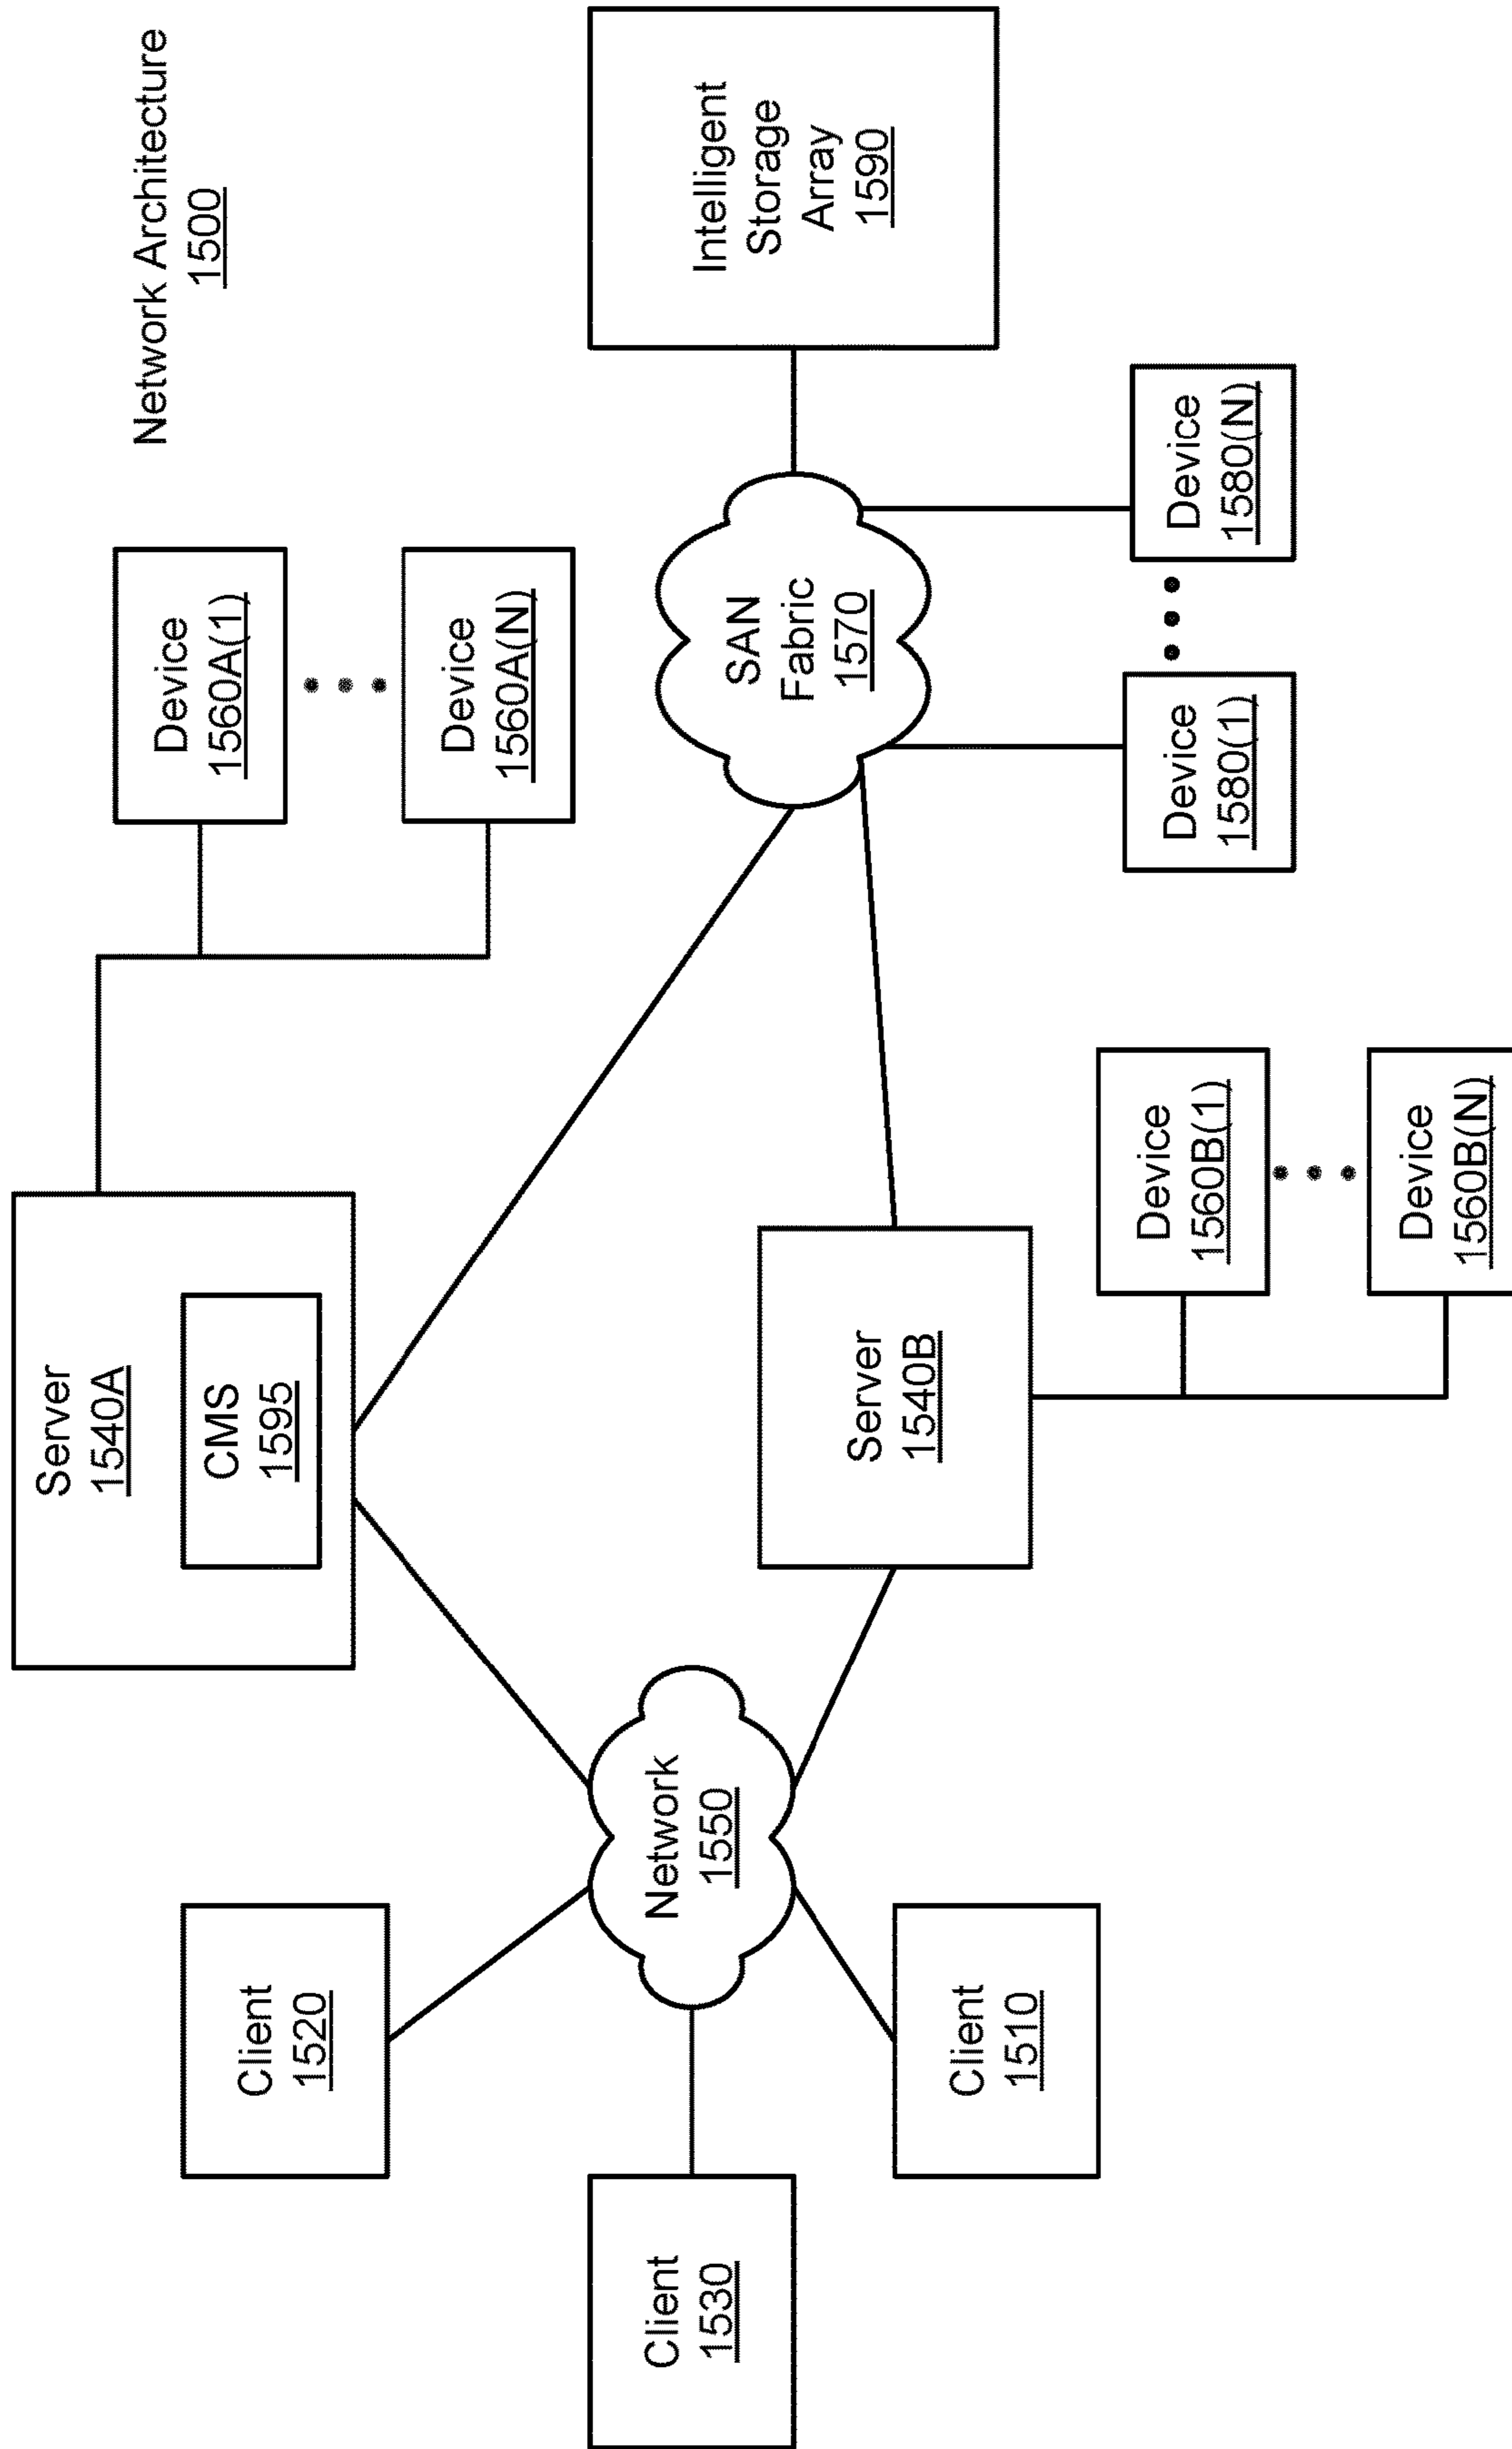 Network Architecture
1500
Server
1540A
CMS
1595
Device
1560A(1)
Device
1560A(N)
Client
1520
Client
1530
Network
1550
Client
1510
Server
1540B
SAN
Fabric
1570
Intelligent
Storage
Array
1590
Device
1560B(1)
Device
1560B(N)
Device
1580(1)
Device
1580(N)